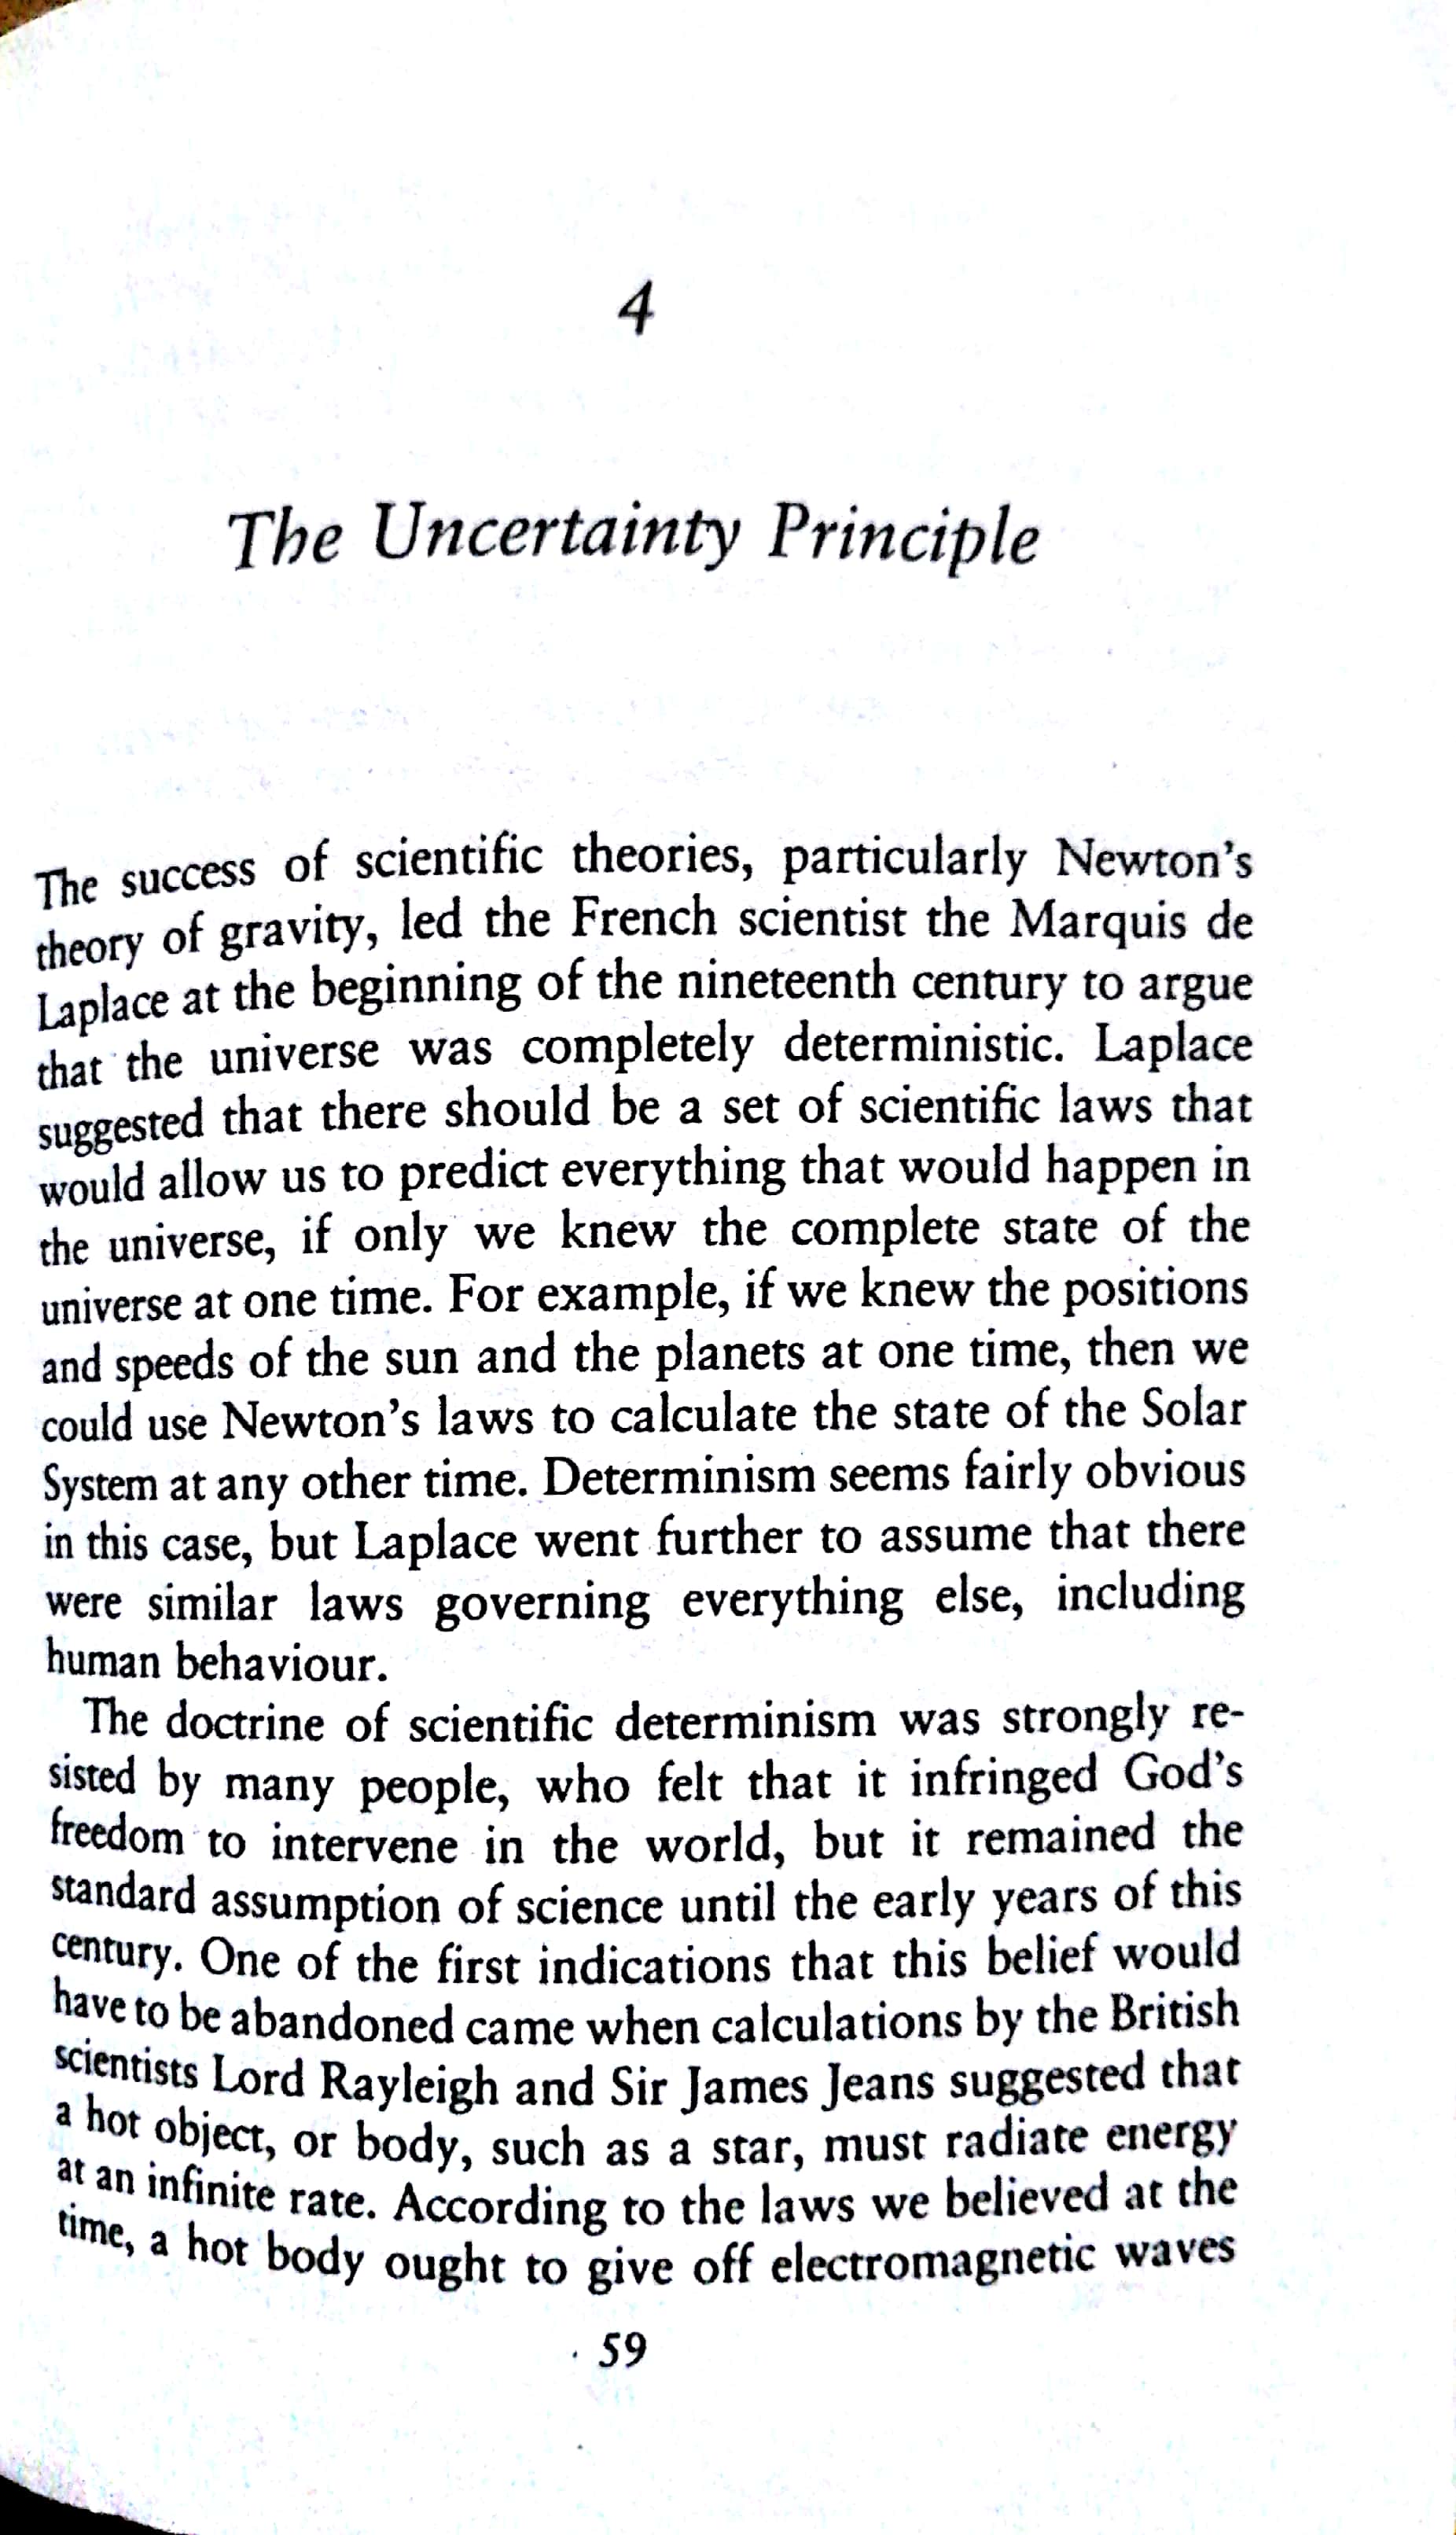 4
The Uncertainty Principle
The success of scientific theories, particularly Newton's
theory of gravity, led the French scientist the Marquis de
Laplace at the beginning of the nineteenth century to argue
that the universe was completely deterministic. Laplace
suggested that there should be a set of scientific laws that
would allow us to predict everything that would happen in
the universe, if only we knew the complete state of the
universe at one time. For example, if we knew the positions
and speeds of the sun and the planets at one time, then we
could use Newton's laws to calculate the state of the Solar
System at any other time. Determinism seems fairly obvious
in this case, but Laplace went further to assume that there
were similar laws governing everything else, including
human behaviour.
The doctrine of scientific determinism was strongly re-
sisted by many people, who felt that it infringed God's
freedom to intervene in the world, but it remained the
standard assumption of science until the early years of this
century. One of the first indications that this belief would
have to be abandoned came when calculations by the British
scientists Lord Rayleigh and Sir James Jeans suggested that
a hot object, or body, such as a star, must radiate energy
at an infinite rate. According to the laws we believed at the
time, a hot body ought to give off electromagnetic waves
59